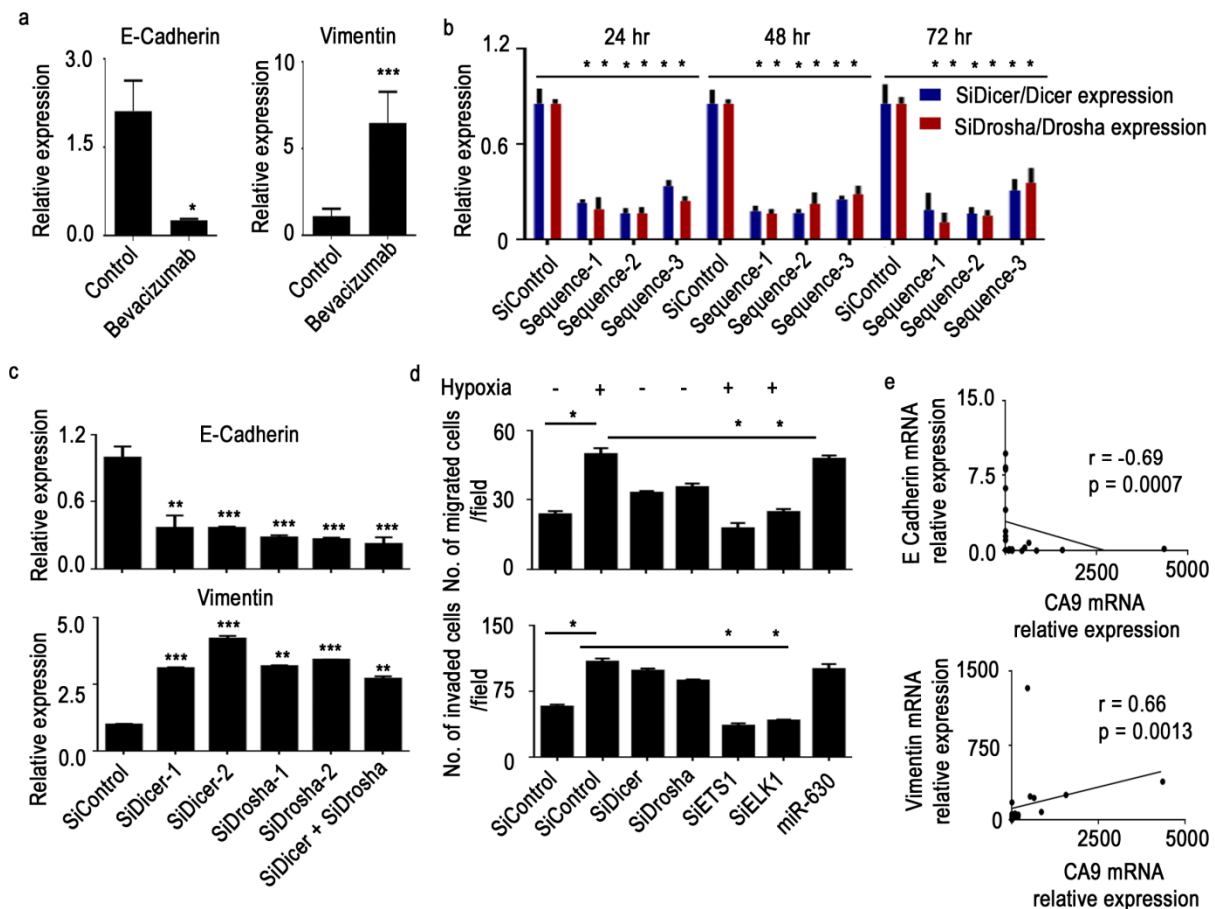 a
E-Cadherin
Relative expression
3.0
1.5
0.0
*
Control
Bevacizumab
Vimentin
Relative expression
10
5
0
***
Control
Bevacizumab
b
24 hr 48 hr 72 hr
* * * * * * * * * * * * * * * * * *
Relative expression
1.2
0.6
0
SiDicer/Dicer expression
SiDrosha/Drosha expression
SiControl
Sequence-1
Sequence-2
Sequence-3
SiControl
Sequence-1
Sequence-2
Sequence-3
SiControl
Sequence-1
Sequence-2
Sequence-3
c
E-Cadherin
Relative expression
1.2
0.6
0.0
** *** *** *** ***
Vimentin
Relative expression
5.0
2.5
0.0
*** *** ** *** **
SiControl
SiDicer-1
SiDicer-2
SiDrosha-1
SiDrosha-2
SiDicer + SiDrosha
d
Hypoxia - + - - + +
No. of migrated cells
/field
60
30
0
* * *
No. of invaded cells
/field
150
75
0
* * *
SiControl
SiControl
SiDicer
SiDrosha
SiETS1
SiELK1
miR-630
e
E Cadherin mRNA
relative expression
15.0
7.5
0.0
r = -0.69
p = 0.0007
2500 5000
CA9 mRNA
relative expression
Vimentin mRNA
relative expression
1500
750
0
r = 0.66
p = 0.0013
2500 5000
CA9 mRNA
relative expression